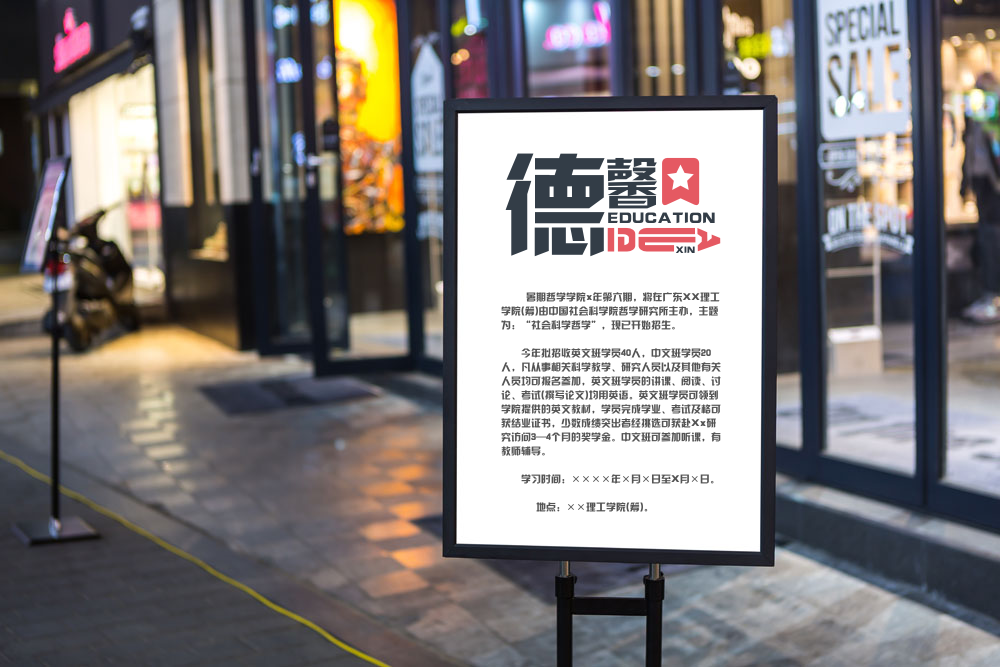 SPECIAL
SALE
ON THE SPOT
德馨
EDUCATION
IDEA
XIN
暑期哲学学院x年第六期,将在广东XX理工
学院(筹)由中国社会科学院哲学研究所主办,主题
为:“社会科学哲学”,现已开始招生。
今年批招收英文班学员40人,中文班学员20
人,凡从事相关科学教学、研究人员以及其他有关
人员均可报名参加,英文班学员的讲课、阅读、讨
论、考试(撰写论文)均用英语,英文班学员可领到
学院提供的英文教材,学员完成学业、考试及格可
获结业证书,少数成绩突出者经挑选可获赴Xx研
究访问3—4个月的奖学金。中文班可参加听课,有
教师辅导。
学习时间:××××年×月×日至X月×日。
地点:××理工学院(筹)。